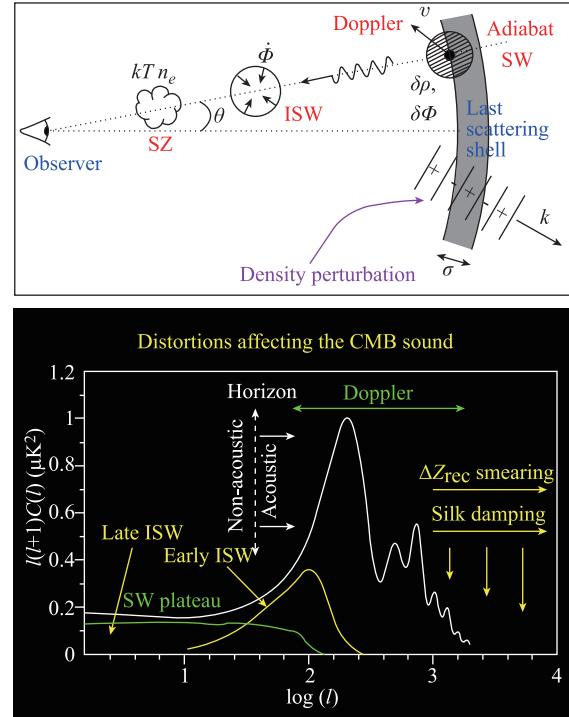 Doppler
v
Adiabat
SW
Φ̇
kT nₑ
δρ,
δΦ
θ
ISW
SZ
Last
scattering
shell
Observer
+
+
+
+
k
Density perturbation
σ
Distortions affecting the CMB sound
1.2
1
0.8
0.6
0.4
0.2
0
l(l+1)C(l) (μK²)
Horizon
Doppler
Non-acoustic
Acoustic
ΔZrec smearing
Silk damping
Late ISW
Early ISW
SW plateau
1
2
3
4
log (l)